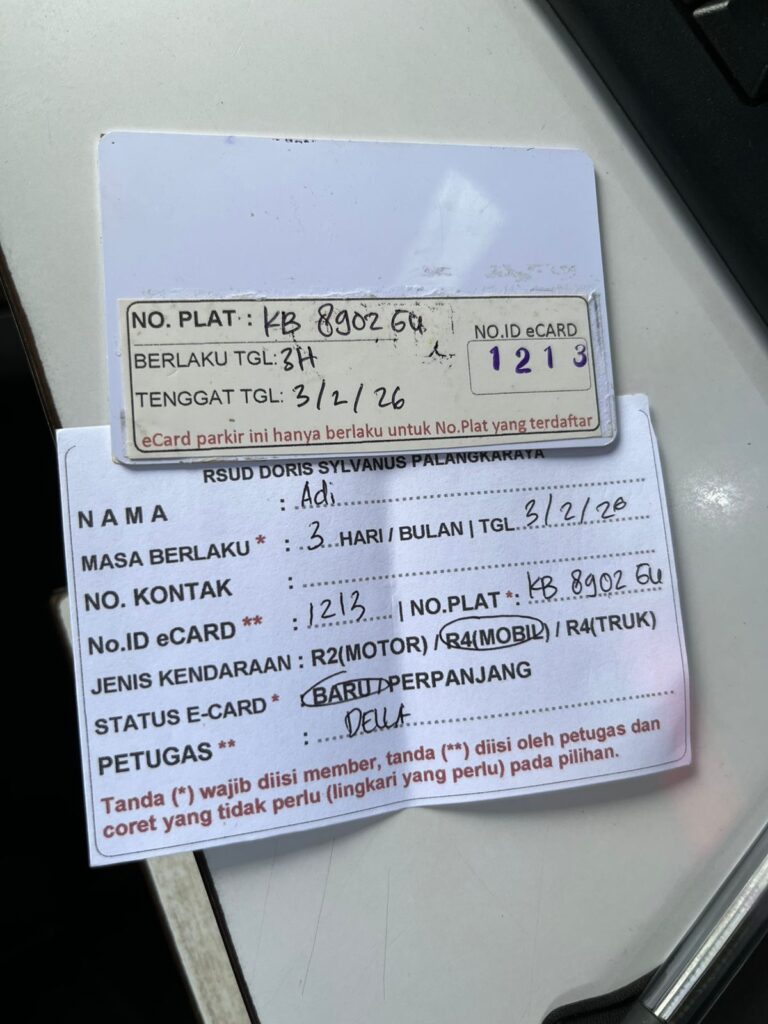 NO. PLAT : KB 8902 GU
BERLAKU TGL: 3H
TENGGAT TGL: 3/2/26
NO.ID eCARD
1213
eCard parkir ini hanya berlaku untuk No.Plat yang terdaftar
RSUD DORIS SYLVANUS PALANGKARAYA
NAMA : Adi
MASA BERLAKU * : 3 HARI / BULAN | TGL 3/2/26
NO. KONTAK :
No.ID eCARD ** : 1213 | NO.PLAT *: KB 8902 GU
JENIS KENDARAAN : R2(MOTOR) / R4(MOBIL) / R4(TRUK)
STATUS E-CARD * BARU / PERPANJANG
PETUGAS ** : DELLA
Tanda (*) wajib diisi member, tanda (**) diisi oleh petugas dan
coret yang tidak perlu (lingkari yang perlu) pada pilihan.